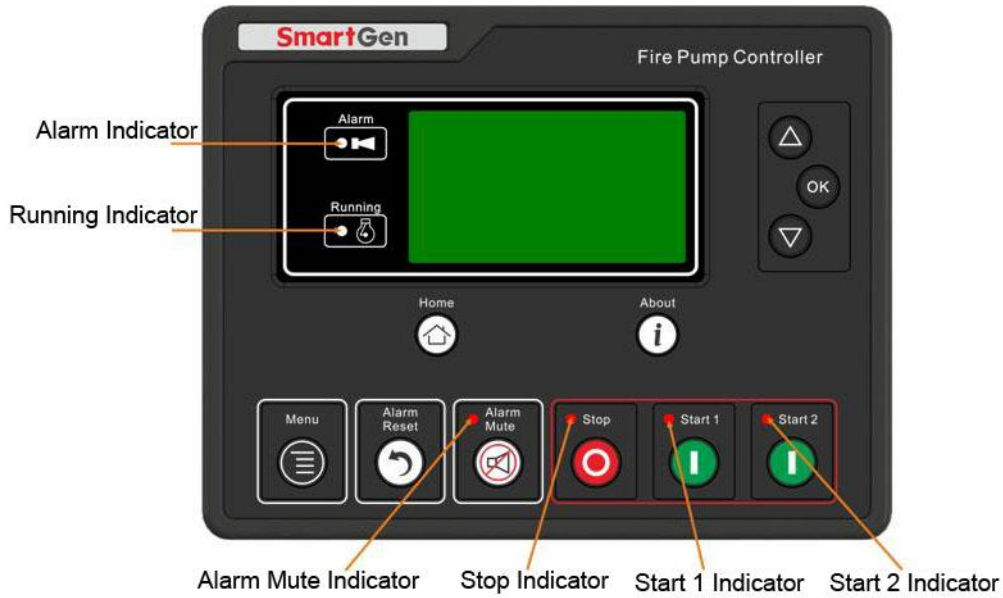 SmartGen
Fire Pump Controller
Alarm
Alarm Indicator
OK
Running
Running Indicator
Home
About
i
Menu
Alarm
Reset
Alarm
Mute
Stop
Start 1
Start 2
Alarm Mute Indicator
Stop Indicator
Start 1 Indicator
Start 2 Indicator